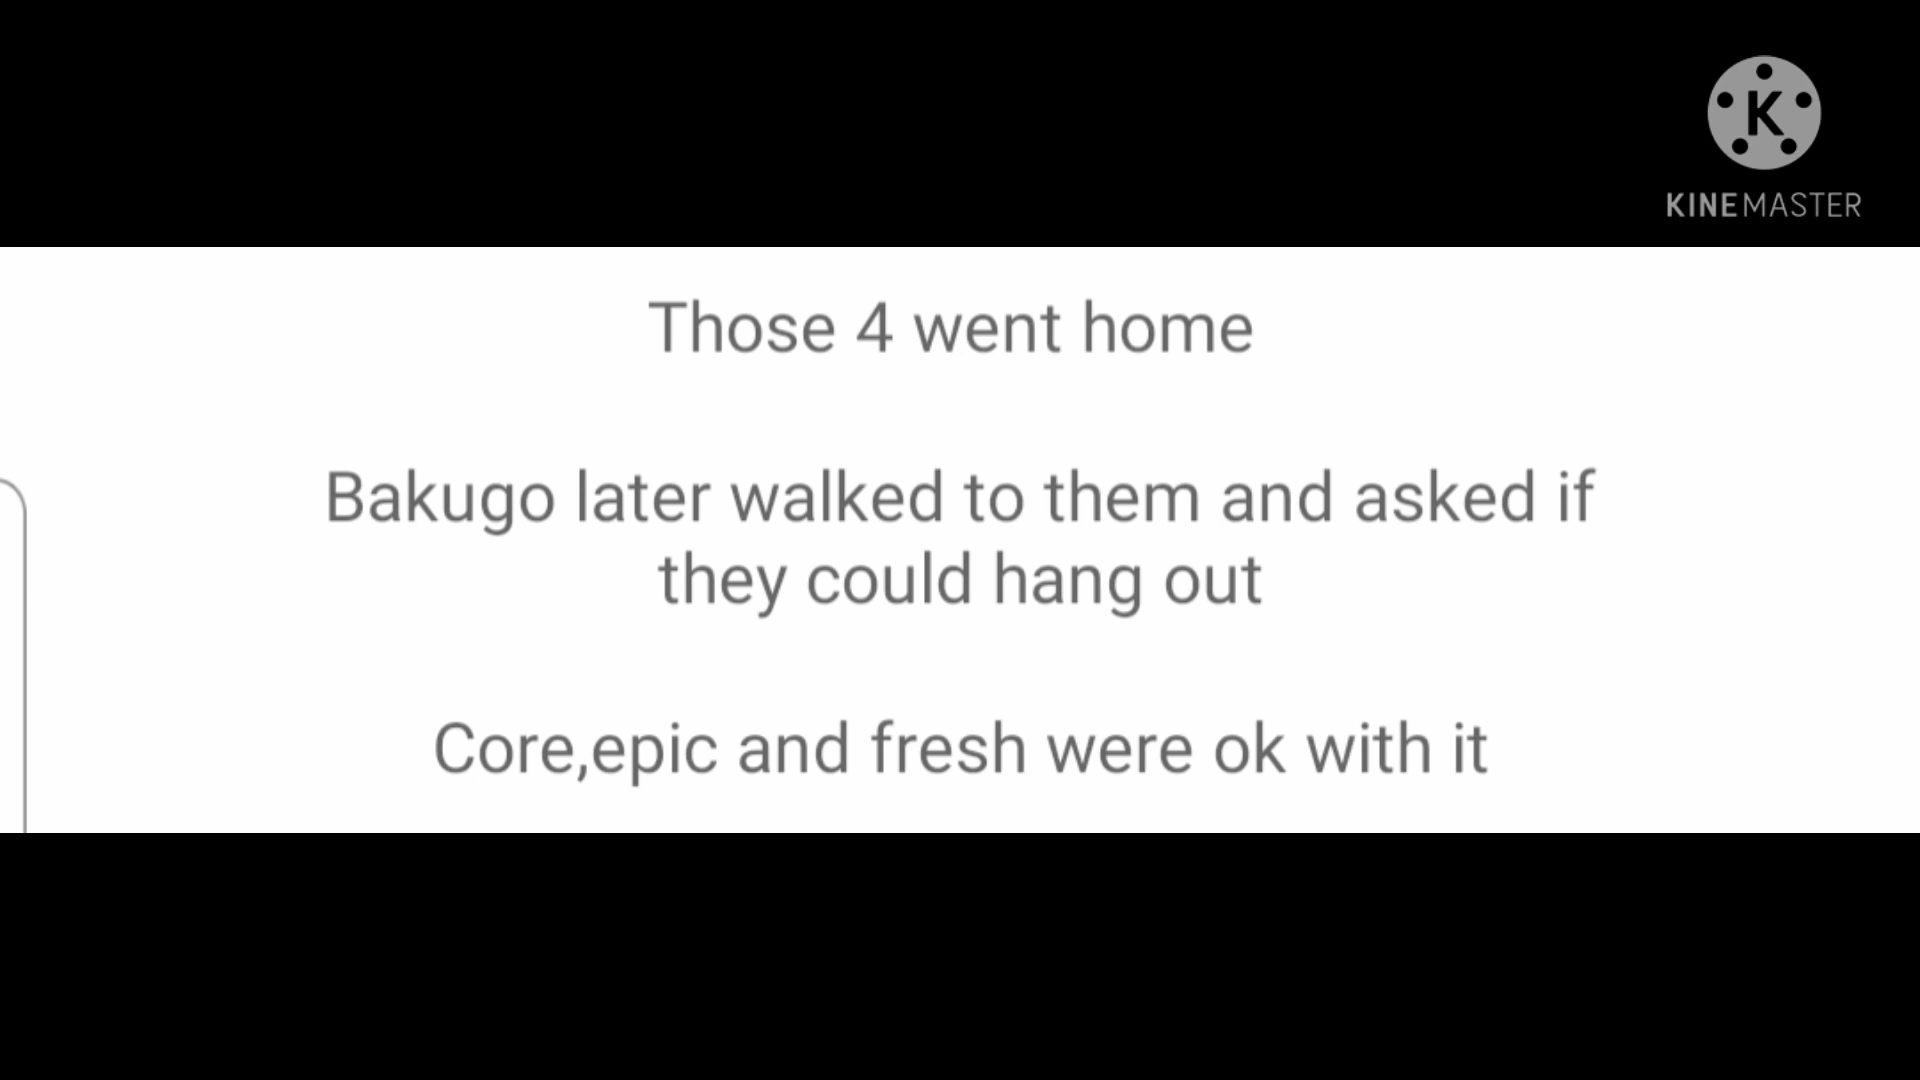 K
KINEMASTER
Those 4 went home
Bakugo later walked to them and asked if
they could hang out
Core,epic and fresh were ok with it